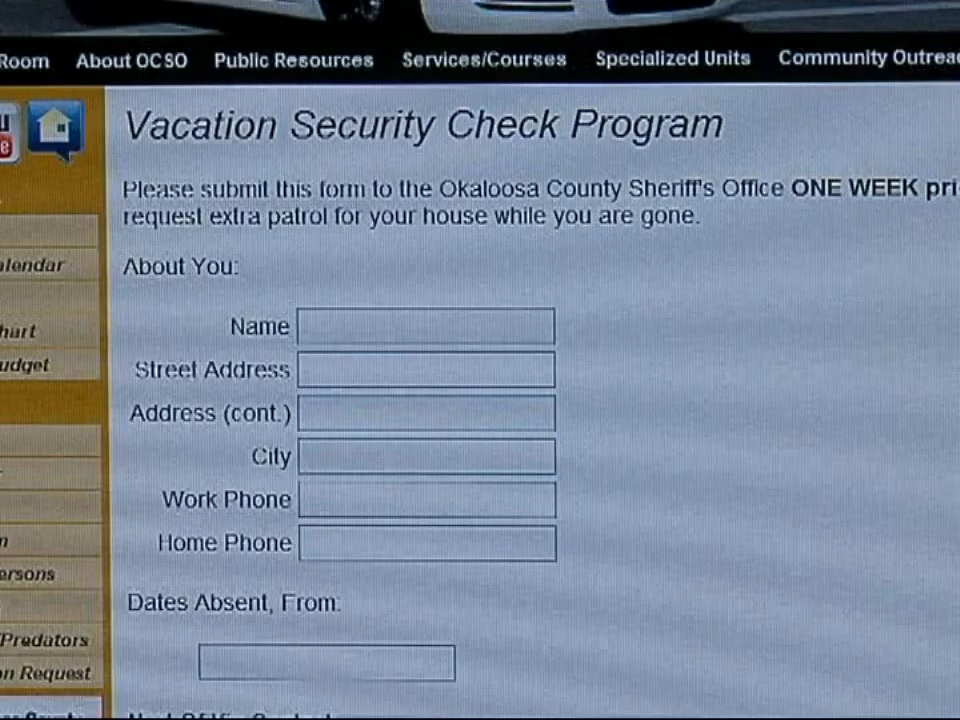 Room About OCSO Public Resources Services/Courses Specialized Units Community Outrea
Vacation Security Check Program
Please submit this form to the Okaloosa County Sheriff's Office ONE WEEK pri
request extra patrol for your house while you are gone.
About You:
Name
Street Address
Address (cont.)
City
Work Phone
Home Phone
Dates Absent, From:
alendar
hart
udget
ersons
/Predators
on Request